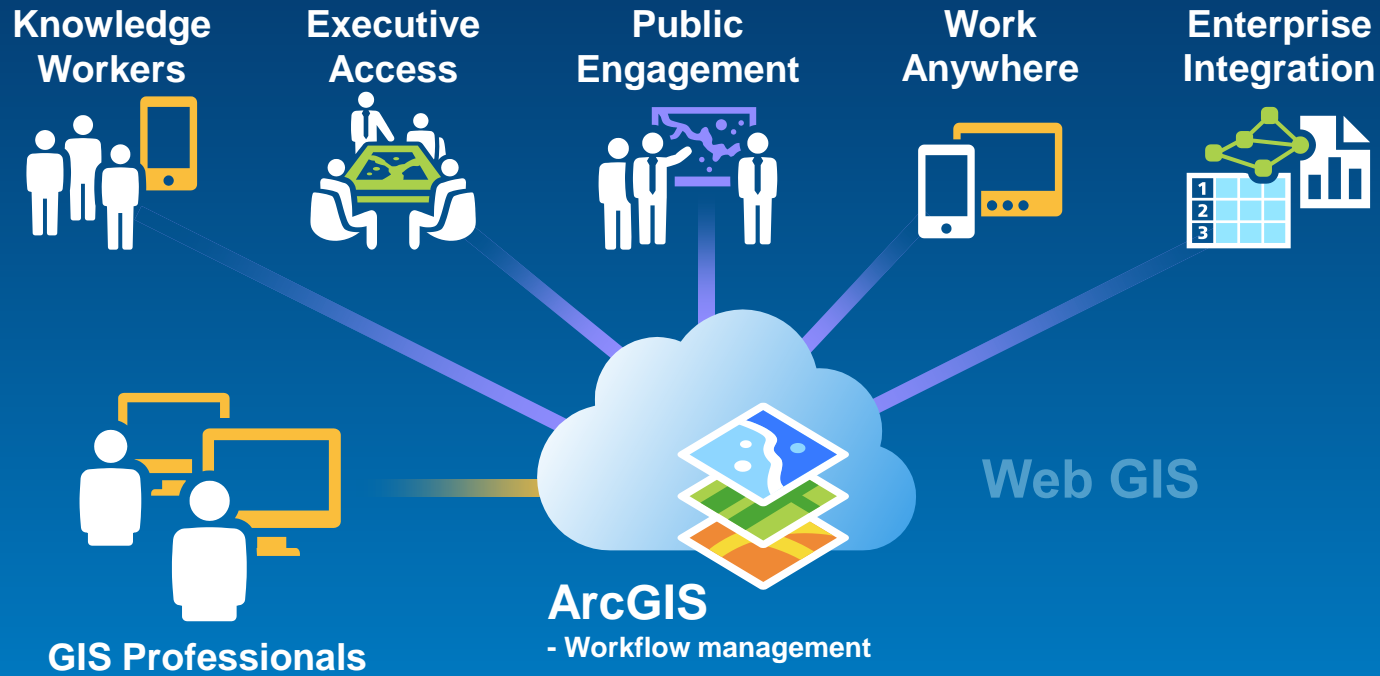 Knowledge
Workers
Executive
Access
Public
Engagement
Work
Anywhere
Enterprise
Integration
1
2
3
Web GIS
ArcGIS
- Workflow management
GIS Professionals